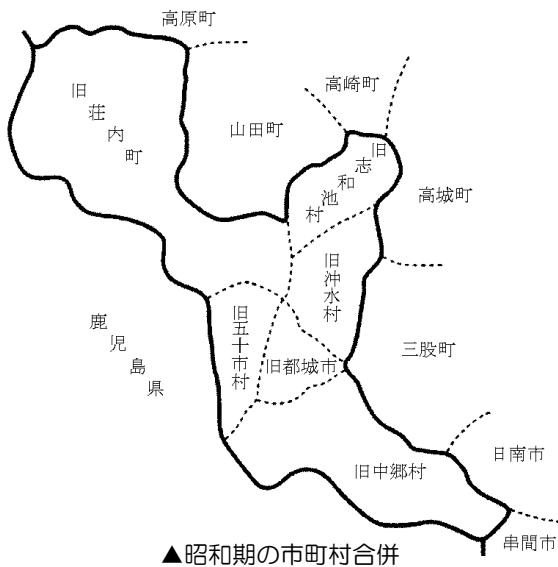 高原町
高崎町
旧荘内町
山田町
旧志和池村
高城町
旧沖水村
鹿児島県
旧五十市村
旧都城市
三股町
日南市
旧中郷村
串間市
▲昭和期の市町村合併